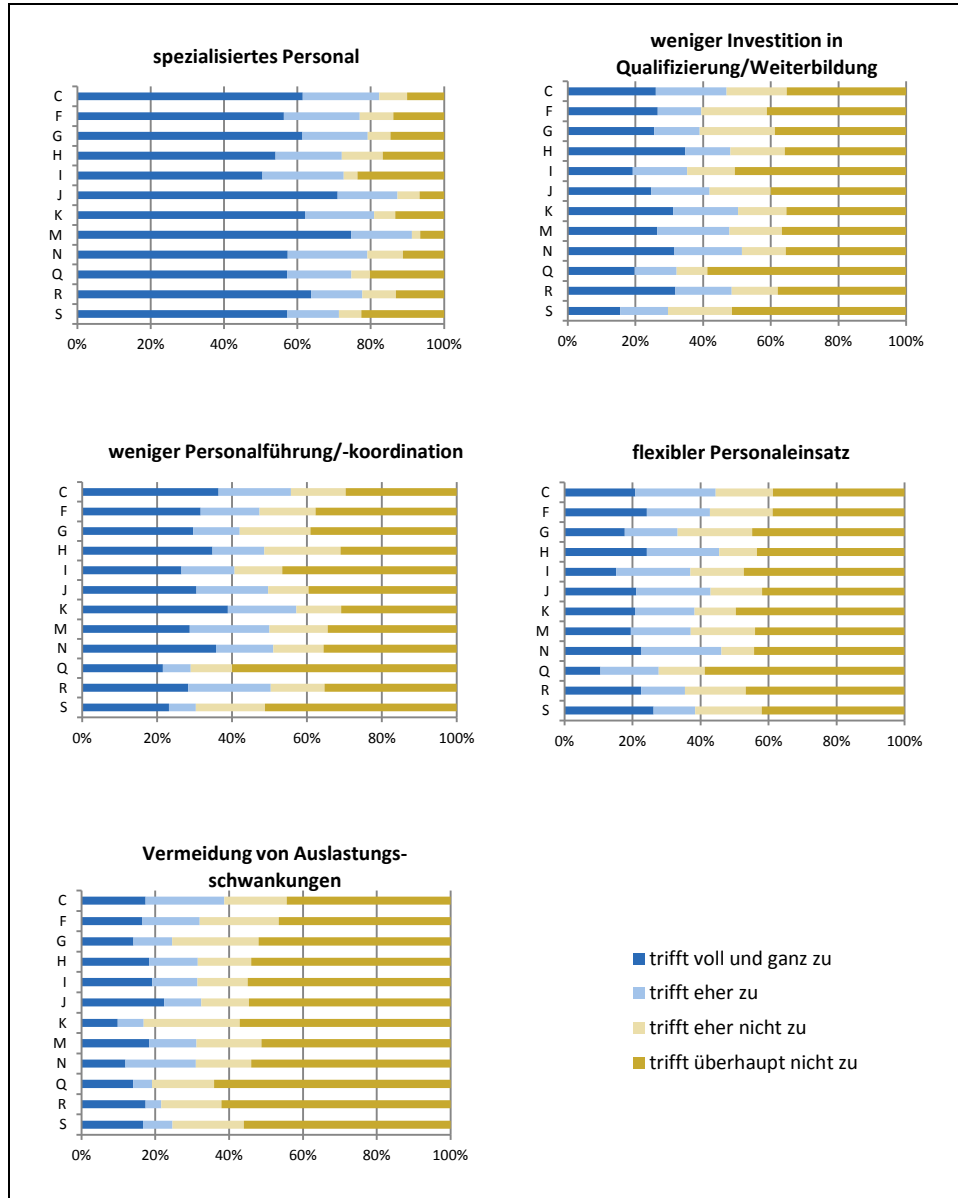 spezialisiertes Personal
C
F
G
H
I
J
K
M
N
Q
R
S
0% 20% 40% 60% 80% 100%
weniger Investition in
Qualifizierung/Weiterbildung
C
F
G
H
I
J
K
M
N
Q
R
S
0% 20% 40% 60% 80% 100%
weniger Personalführung/-koordination
C
F
G
H
I
J
K
M
N
Q
R
S
0% 20% 40% 60% 80% 100%
flexibler Personaleinsatz
C
F
G
H
I
J
K
M
N
Q
R
S
0% 20% 40% 60% 80% 100%
Vermeidung von Auslastungs-
schwankungen
C
F
G
H
I
J
K
M
N
Q
R
S
0% 20% 40% 60% 80% 100%
trifft voll und ganz zu
trifft eher zu
trifft eher nicht zu
trifft überhaupt nicht zu